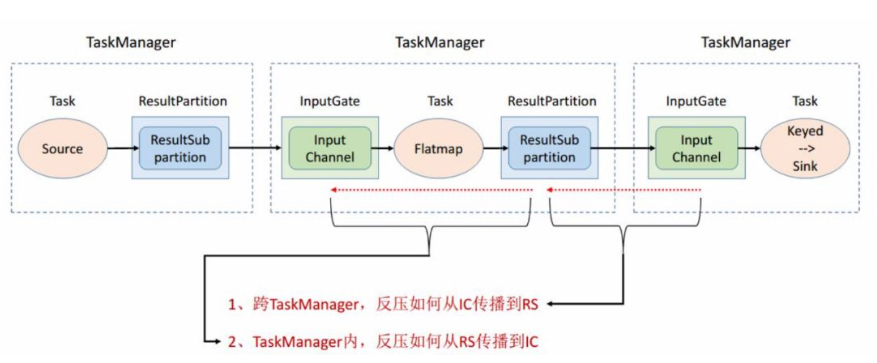 TaskManager
TaskManager
TaskManager
Task
ResultPartition
InputGate
Task
ResultPartition
InputGate
Task
Source
ResultSub
partition
Input
Channel
Flatmap
ResultSub
partition
Input
Channel
Keyed
-->
Sink
1、跨TaskManager，反压如何从IC传播到RS
2、TaskManager内，反压如何从RS传播到IC